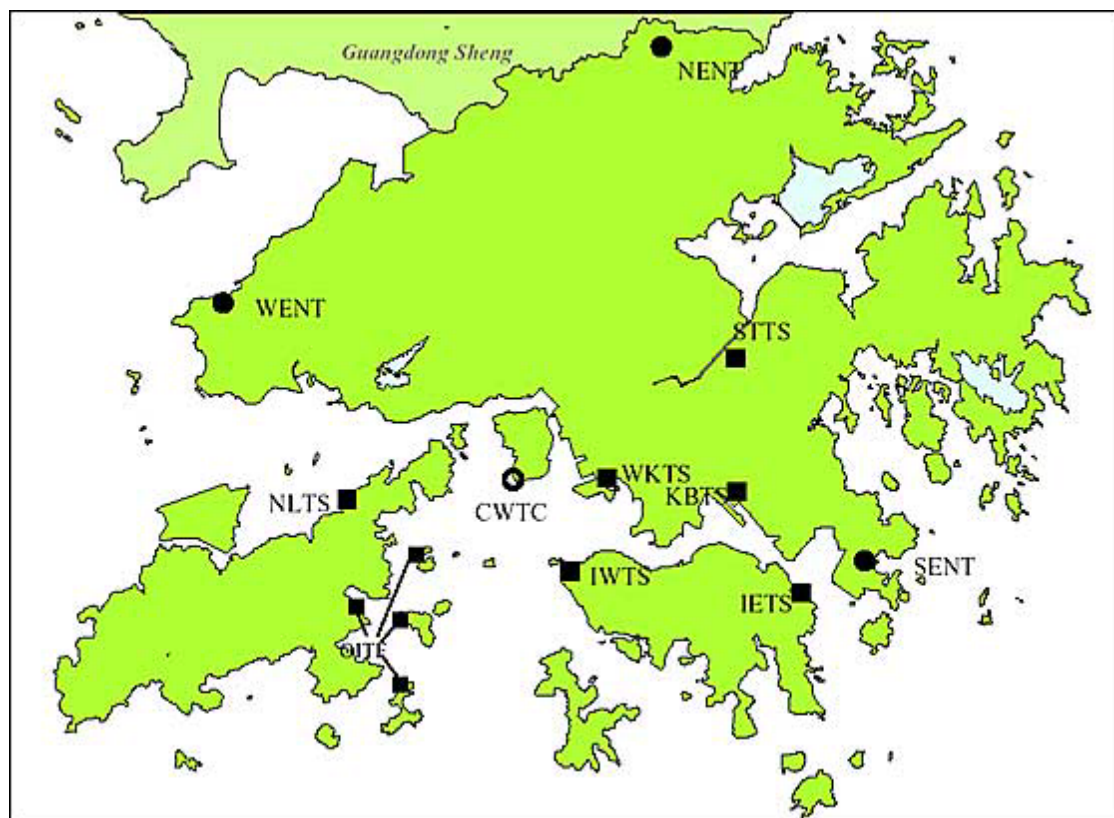 Guangdong Sheng
NENT
WENT
STTS
WKTS
KBTS
NLTS
CWTC
SENT
IWTS
IETS
OITF